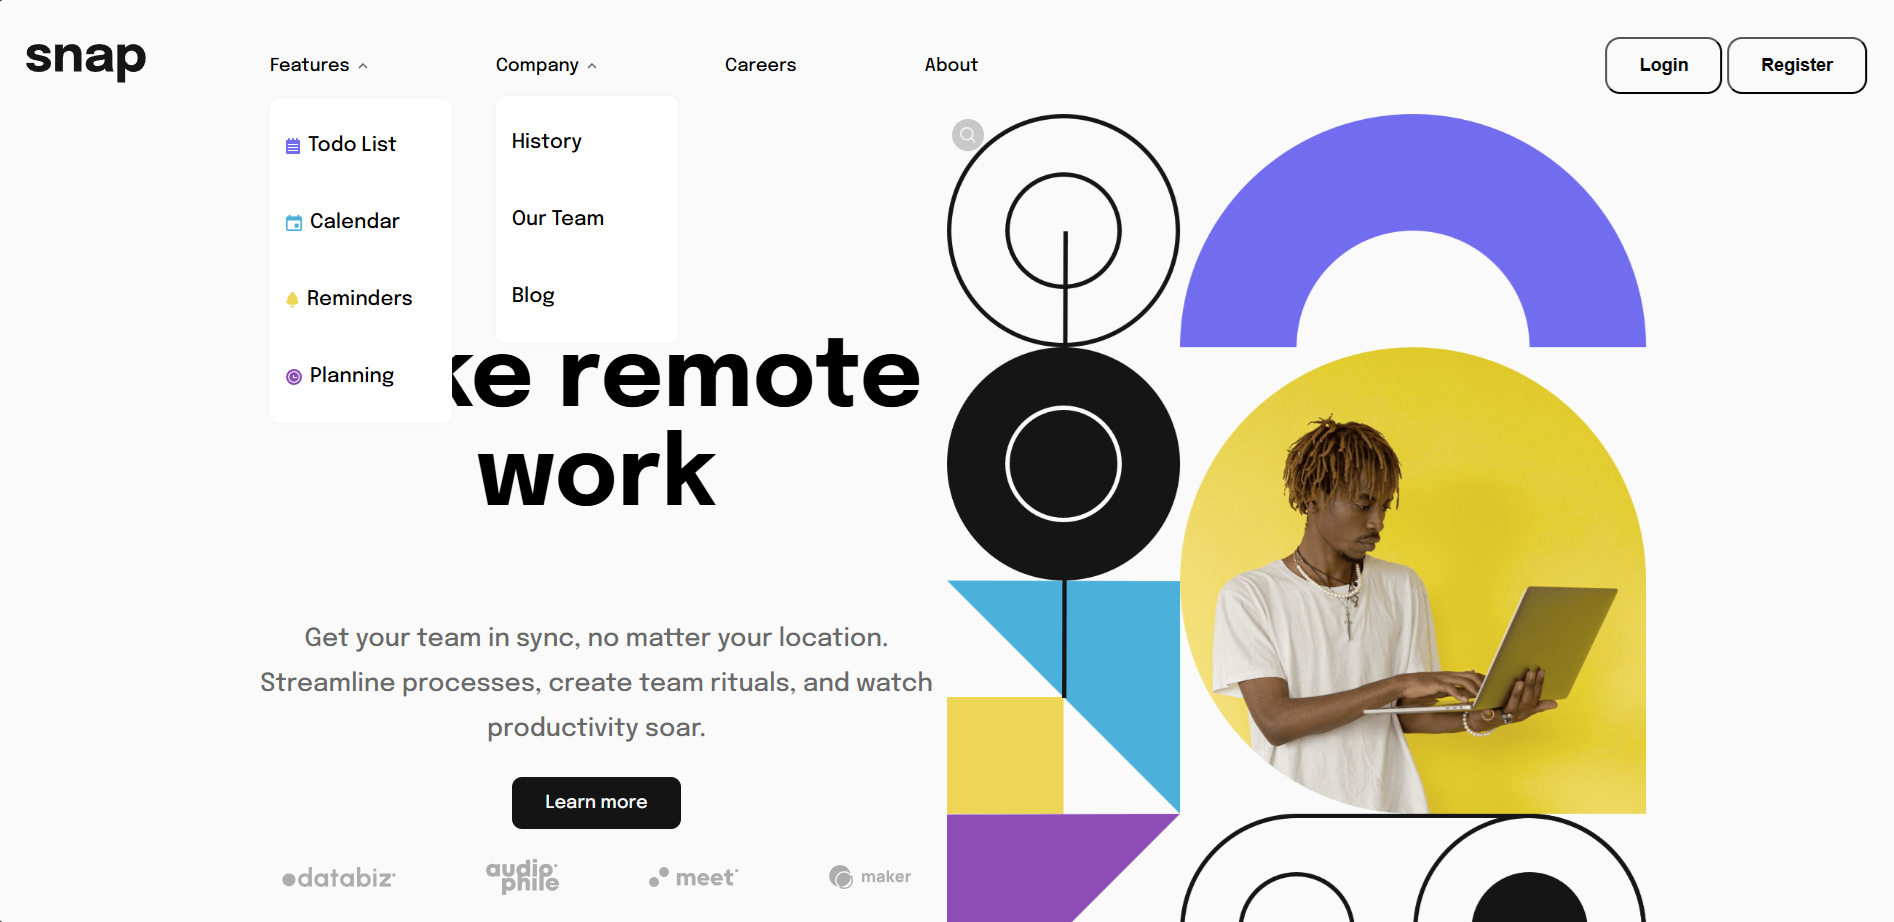 snap
Features
Company
Careers
About
Login
Register
Todo List
Calendar
Reminders
Planning
History
Our Team
Blog
ke remote
work
Get your team in sync, no matter your location.
Streamline processes, create team rituals, and watch
productivity soar.
Learn more
databiz
audiophile
meet
maker